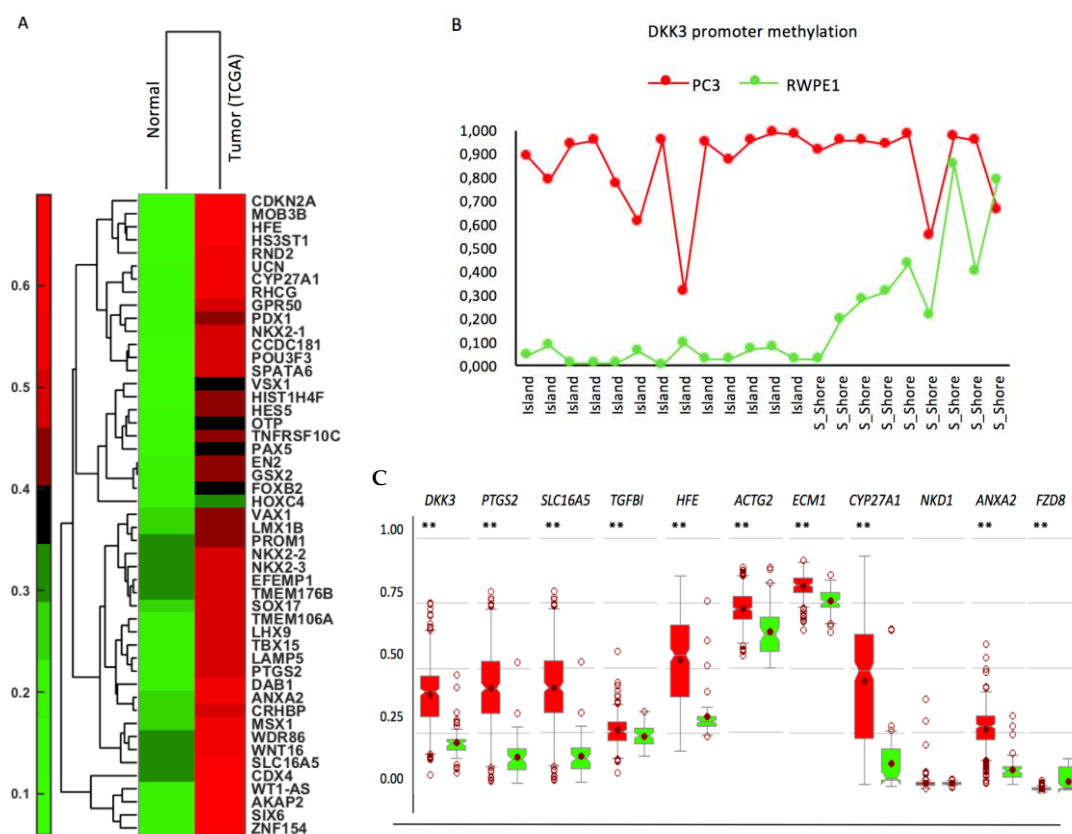 A
Normal
Tumor (TCGA)
0.6
0.5
0.4
0.3
0.2
0.1
CDKN2A
MOB3B
HFE
HS3ST1
RND2
UCN
CYP27A1
RHCG
GPR50
PDX1
NKX2-1
CCDC181
POU3F3
SPATA6
VSX1
HIST1H4F
HES5
OTP
TNFRSF10C
PAX5
EN2
GSX2
FOXB2
HOXC4
VAX1
LMX1B
PROM1
NKX2-2
NKX2-3
EFEMP1
TMEM176B
SOX17
TMEM106A
LHX9
TBX15
LAMP5
PTGS2
DAB1
ANXA2
CRHBP
MSX1
WDR86
WNT16
SLC16A5
CDX4
WT1-AS
AKAP2
SIX6
ZNF154
B
DKK3 promoter methylation
PC3 RWPE1
1,000
0,900
0,800
0,700
0,600
0,500
0,400
0,300
0,200
0,100
0,000
Island Island Island Island Island Island Island Island Island Island Island Island Island S_Shore S_Shore S_Shore S_Shore S_Shore S_Shore S_Shore S_Shore S_Shore
C
DKK3 PTGS2 SLC16A5 TGFBI HFE ACTG2 ECM1 CYP27A1 NKD1 ANXA2 FZD8
** ** ** ** ** ** ** ** ** **
1.00
0.75
0.50
0.25
0.00